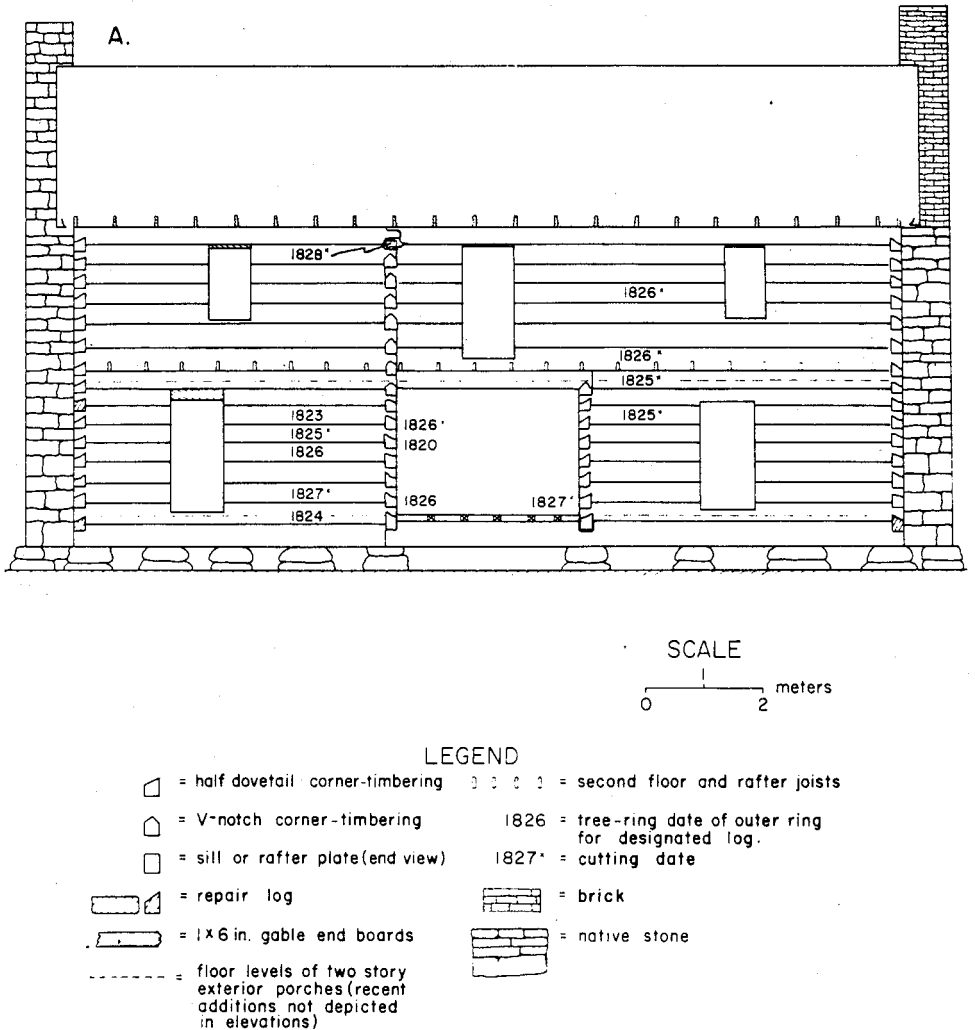 A.
1828"
1826"
1826"
1825"
1823
1825"
1825"
1826'
1820
1826
1827"
1826
1827'
1824
SCALE
0 2 meters
LEGEND
= half dovetail corner-timbering
= V-notch corner-timbering
= sill or rafter plate (end view)
= repair log
= 1x6 in. gable end boards
= floor levels of two story
exterior porches (recent
additions not depicted
in elevations)
= second floor and rafter joists
1826 = tree-ring date of outer ring
for designated log.
1827" = cutting date
= brick
= native stone